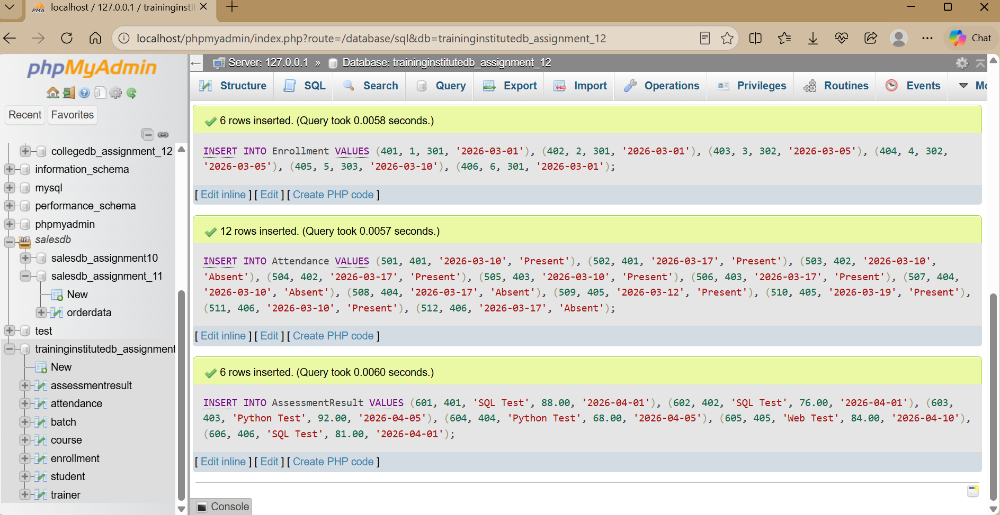 localhost / 127.0.0.1 / traininginstit
localhost/phpmyadmin/index.php?route=/database/sql&db=traininginstitutedb_assignment_12
Chat
phpMyAdmin
Recent
Favorites
collegedb_assignment_12
information_schema
mysql
performance_schema
phpmyadmin
salesdb
salesdb_assignment10
salesdb_assignment_11
New
orderdata
test
traininginstitutedb_assignment
New
assessmentresult
attendance
batch
course
enrollment
student
trainer
Server: 127.0.0.1 » Database: traininginstitutedb_assignment_12
Structure SQL Search Query Export Import Operations Privileges Routines Events Mo
6 rows inserted. (Query took 0.0058 seconds.)
INSERT INTO Enrollment VALUES (401, 1, 301, '2026-03-01'), (402, 2, 301, '2026-03-01'), (403, 3, 302, '2026-03-05'), (404, 4, 302,
'2026-03-05'), (405, 5, 303, '2026-03-10'), (406, 6, 301, '2026-03-01');
[ Edit inline ] [ Edit ] [ Create PHP code ]
12 rows inserted. (Query took 0.0057 seconds.)
INSERT INTO Attendance VALUES (501, 401, '2026-03-10', 'Present'), (502, 401, '2026-03-17', 'Present'), (503, 402, '2026-03-10',
'Absent'), (504, 402, '2026-03-17', 'Present'), (505, 403, '2026-03-10', 'Present'), (506, 403, '2026-03-17', 'Present'), (507, 404,
'2026-03-10', 'Absent'), (508, 404, '2026-03-17', 'Absent'), (509, 405, '2026-03-12', 'Present'), (510, 405, '2026-03-19', 'Present'),
(511, 406, '2026-03-10', 'Present'), (512, 406, '2026-03-17', 'Absent');
[ Edit inline ] [ Edit ] [ Create PHP code ]
6 rows inserted. (Query took 0.0060 seconds.)
INSERT INTO AssessmentResult VALUES (601, 401, 'SQL Test', 88.00, '2026-04-01'), (602, 402, 'SQL Test', 76.00, '2026-04-01'), (603,
403, 'Python Test', 92.00, '2026-04-05'), (604, 404, 'Python Test', 68.00, '2026-04-05'), (605, 405, 'Web Test', 84.00, '2026-04-10'),
(606, 406, 'SQL Test', 81.00, '2026-04-01');
[ Edit inline ] [ Edit ] [ Create PHP code ]
Console